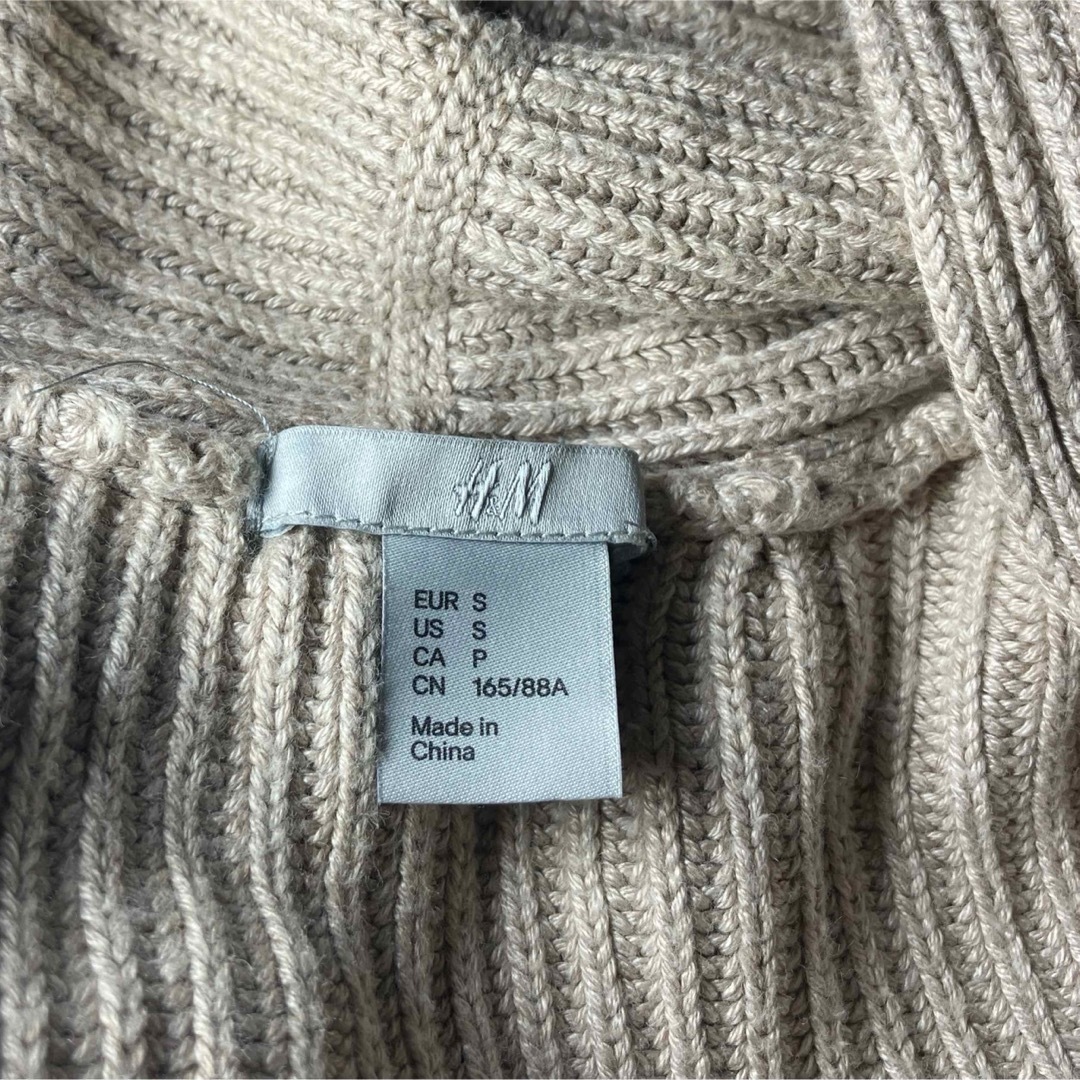 H&M
EUR S
US S
CA P
CN 165/88A
Made in
China